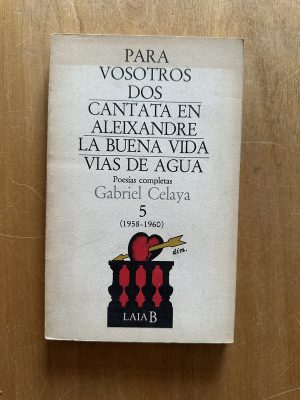 PARA
VOSOTROS
DOS
CANTATA EN
ALEIXANDRE
LA BUENA VIDA
VIAS DE AGUA
Poesías completas
Gabriel Celaya
5
(1958-1960)
dim.
LAIA B